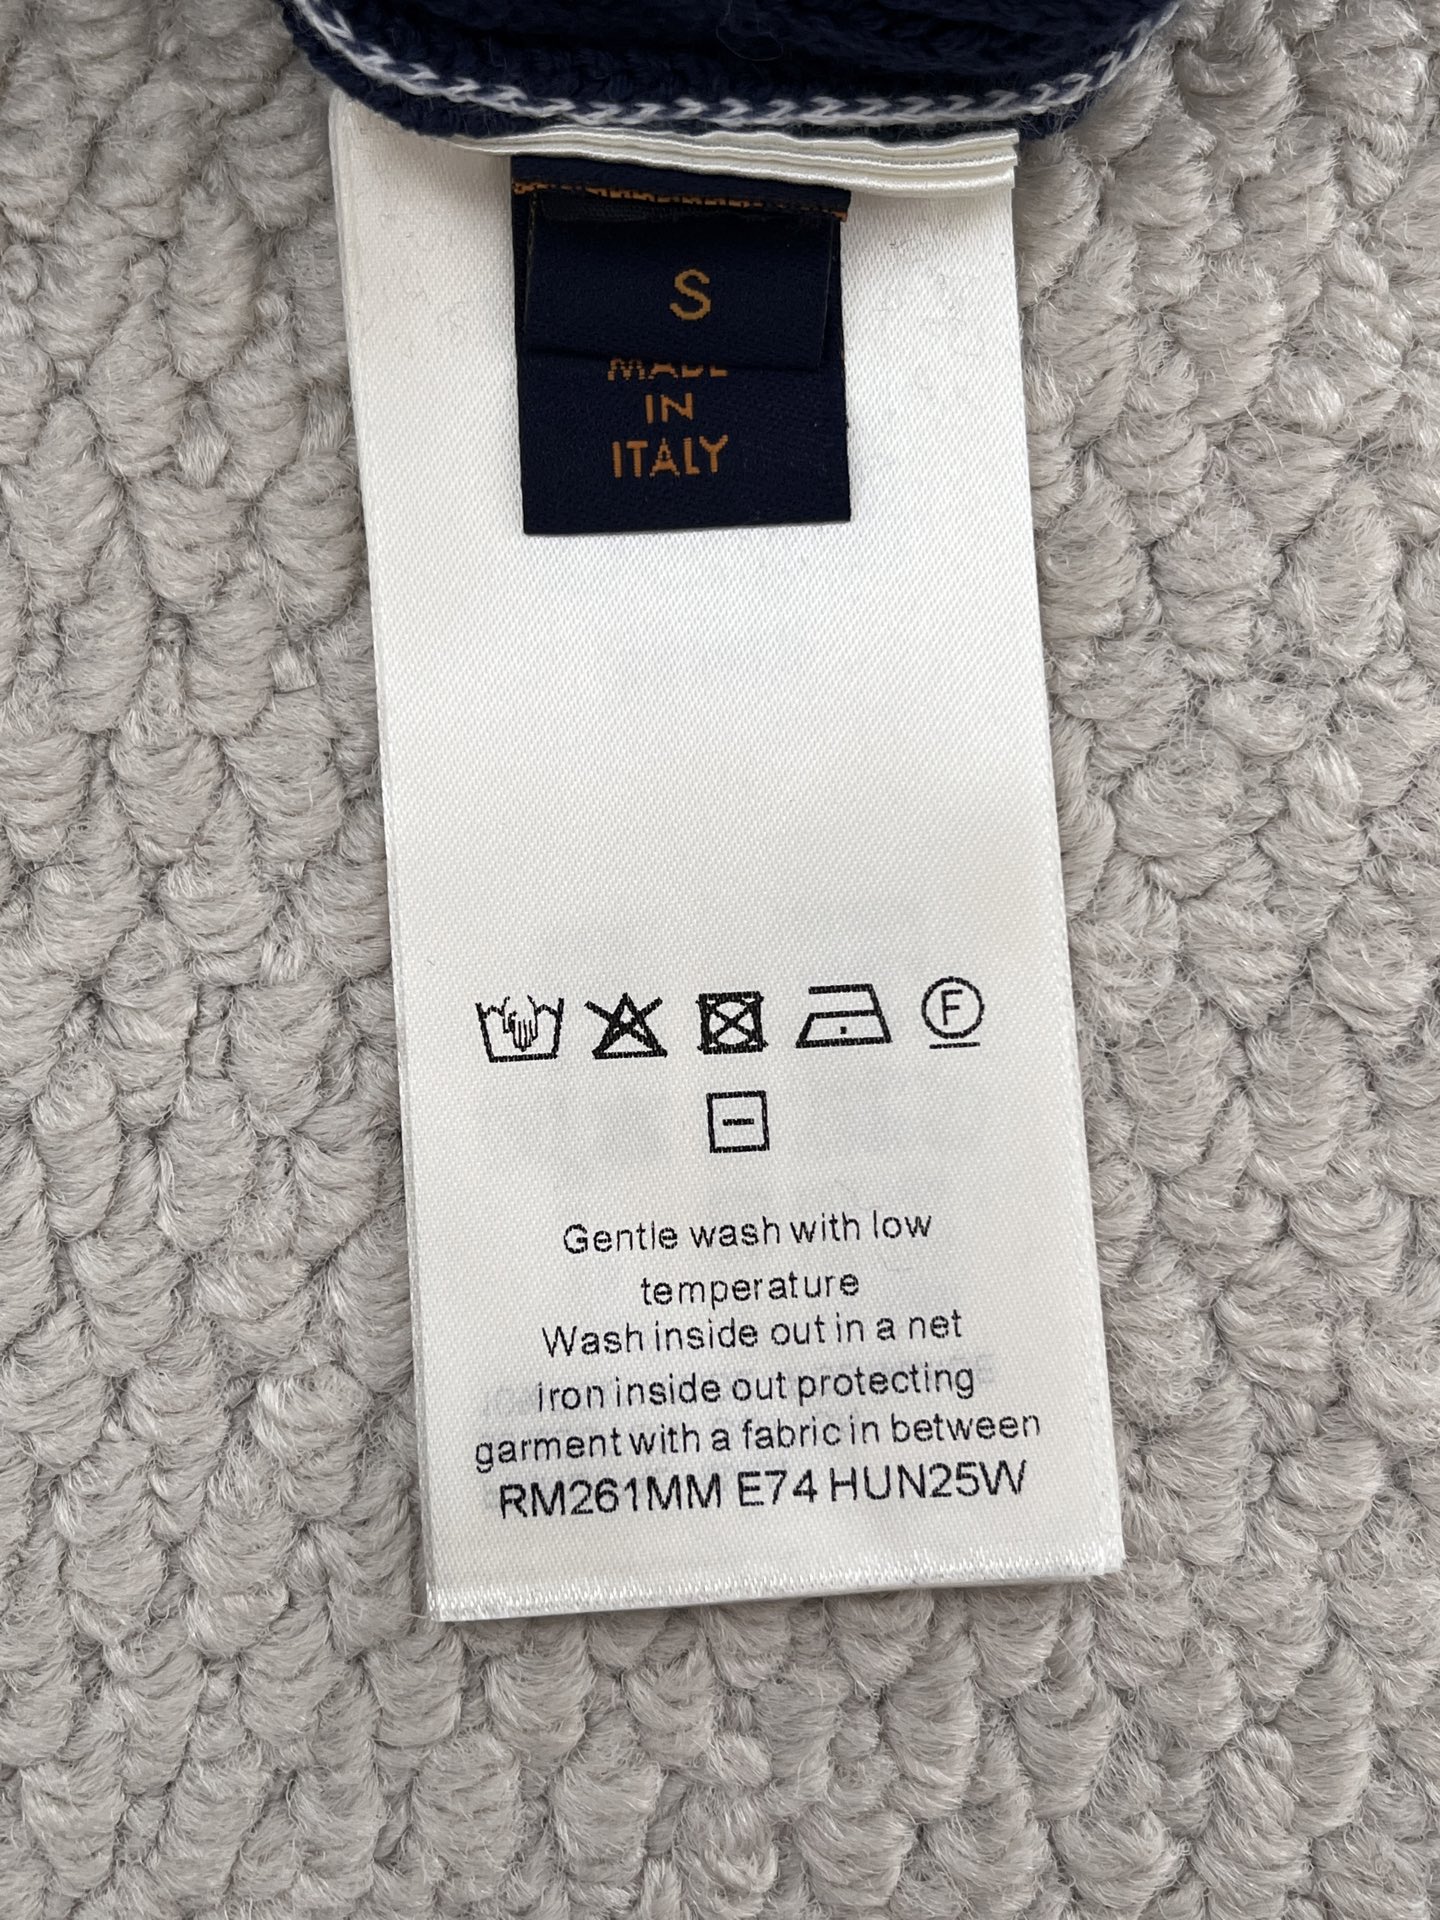 S
MADE
IN
ITALY
F
Gentle wash with low
temperature
Wash inside out in a net
iron inside out protecting
garment with a fabric in between
RM261MM E74 HUN25W